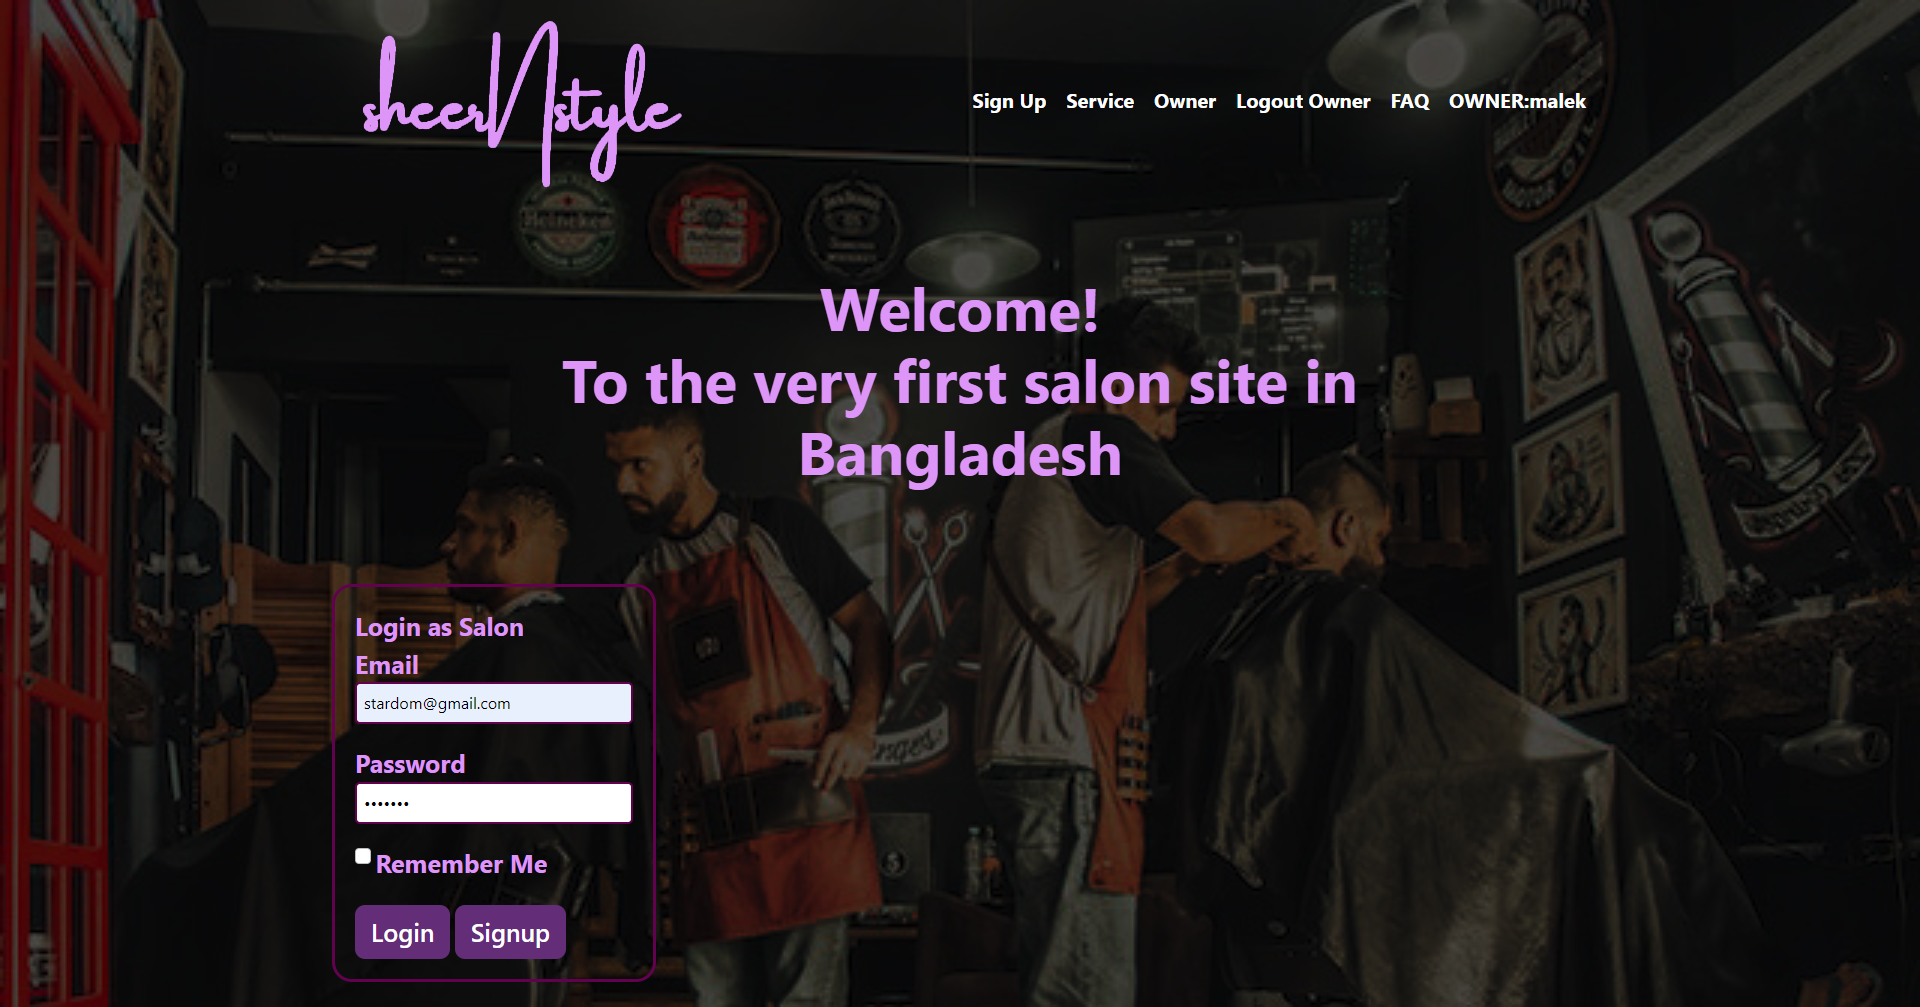 sheerNstyle
Sign Up Service Owner Logout Owner FAQ OWNER:malek
Heineken
Welcome!
To the very first salon site in
Bangladesh
Login as Salon
Email
stardom@gmail.com
Password
•••••••
Remember Me
Login Signup